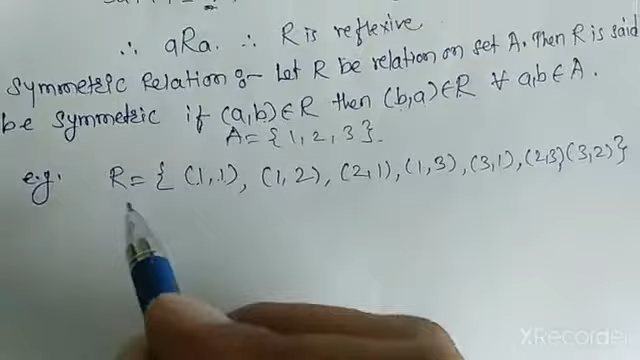 ∴ aRa. ∴ R is reflexive
Symmetric Relation :- Let R be relation on set A. Then R is said
be symmetric if (a,b)∈R then (b,a)∈R ∀ a,b∈A.
A={1,2,3}.
e.g. R={(1,1), (1,2), (2,1), (1,3), (3,1), (2,3)(3,2)}
XRecorder